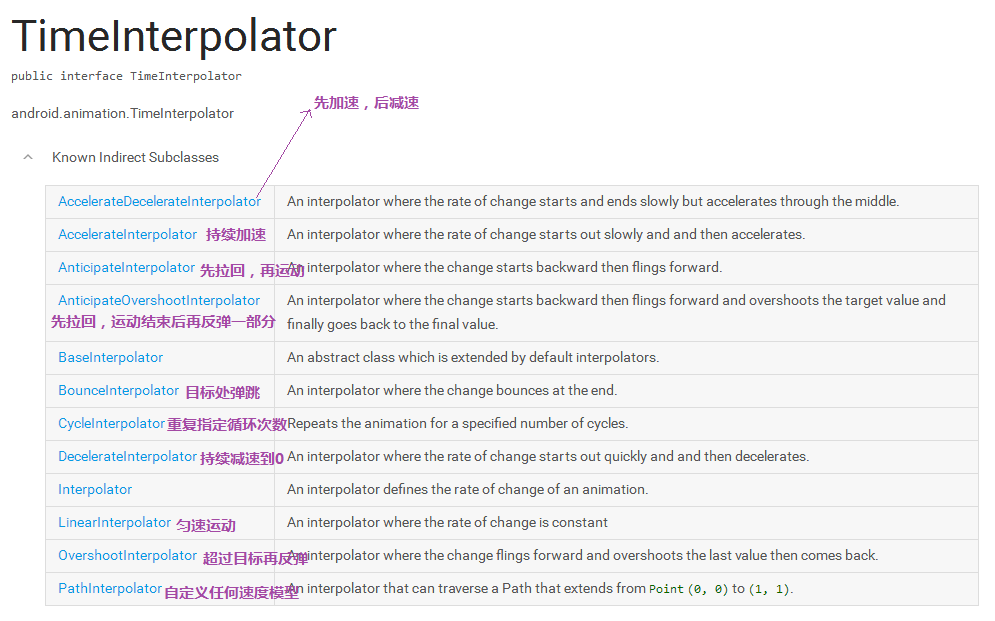 TimeInterpolator
public interface TimeInterpolator
先加速，后减速
android.animation.TimeInterpolator
Known Indirect Subclasses
AccelerateDecelerateInterpolator An interpolator where the rate of change starts and ends slowly but accelerates through the middle.
AccelerateInterpolator 持续加速 An interpolator where the rate of change starts out slowly and and then accelerates.
AnticipateInterpolator 先拉回，再运动 An interpolator where the change starts backward then flings forward.
AnticipateOvershootInterpolator An interpolator where the change starts backward then flings forward and overshoots the target value and
先拉回，运动结束后再反弹一部分 finally goes back to the final value.
BaseInterpolator An abstract class which is extended by default interpolators.
BounceInterpolator 目标处弹跳 An interpolator where the change bounces at the end.
CycleInterpolator 重复指定循环次数 Repeats the animation for a specified number of cycles.
DecelerateInterpolator 持续减速到0 An interpolator where the rate of change starts out quickly and and then decelerates.
Interpolator An interpolator defines the rate of change of an animation.
LinearInterpolator 匀速运动 An interpolator where the rate of change is constant
OvershootInterpolator 超过目标再反弹 An interpolator where the change flings forward and overshoots the last value then comes back.
PathInterpolator 自定义任何速度模型 An interpolator that can traverse a Path that extends from Point (0, 0) to (1, 1).